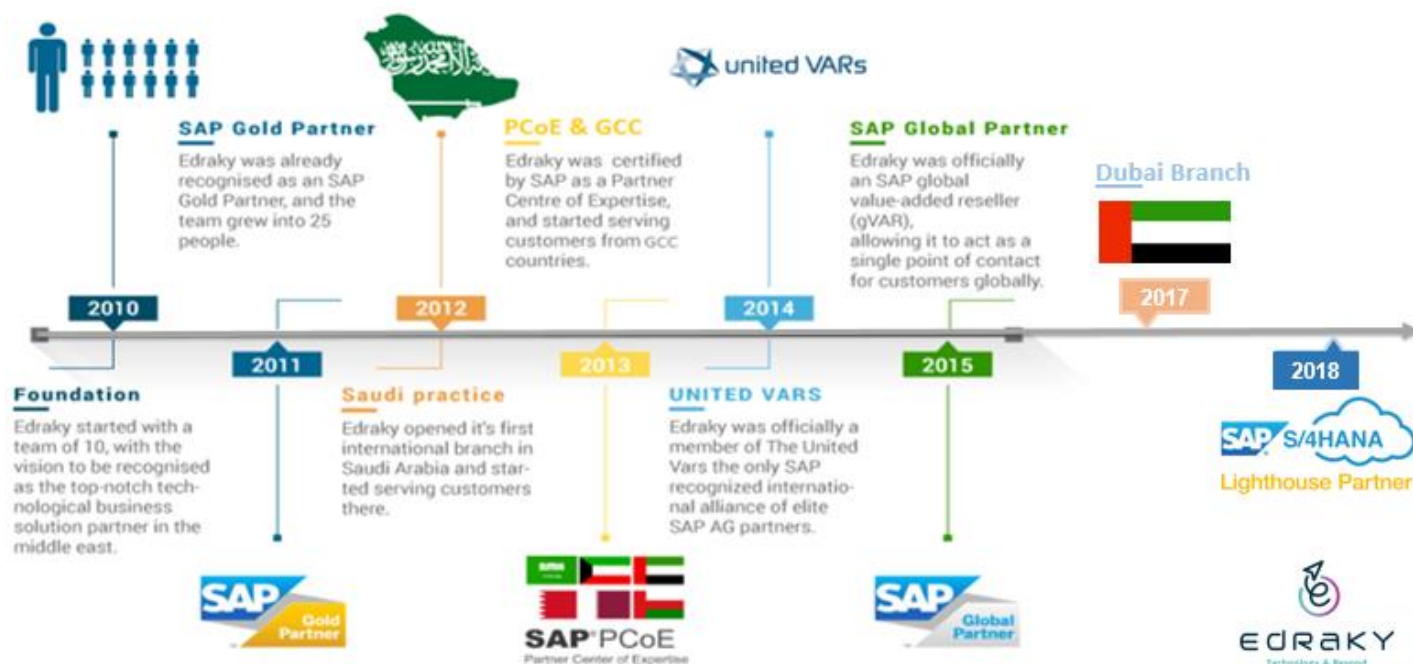 united VARs
SAP Gold Partner
Edraky was already
recognised as an SAP
Gold Partner, and the
team grew into 25
people.
PCoE & GCC
Edraky was certified
by SAP as a Partner
Centre of Expertise,
and started serving
customers from GCC
countries.
SAP Global Partner
Edraky was officially
an SAP global
value-added reseller
(gVAR),
allowing it to act as a
single point of contact
for customers globally.
Dubai Branch
2010
2012
2014
2017
2011
2013
2015
2018
Foundation
Edraky started with a
team of 10, with the
vision to be recognised
as the top-notch tech-
nological business
solution partner in the
middle east.
Saudi practice
Edraky opened it's first
international branch in
Saudi Arabia and star-
ted serving customers
there.
UNITED VARS
Edraky was officially a
member of The United
Vars the only SAP
recognized internatio-
nal alliance of elite
SAP AG partners.
SAP S/4HANA
Lighthouse Partner
SAP
Gold
Partner
SAP PCoE
Partner Center of Expertise
SAP
Global
Partner
EDRAKY
Technology & Beyond